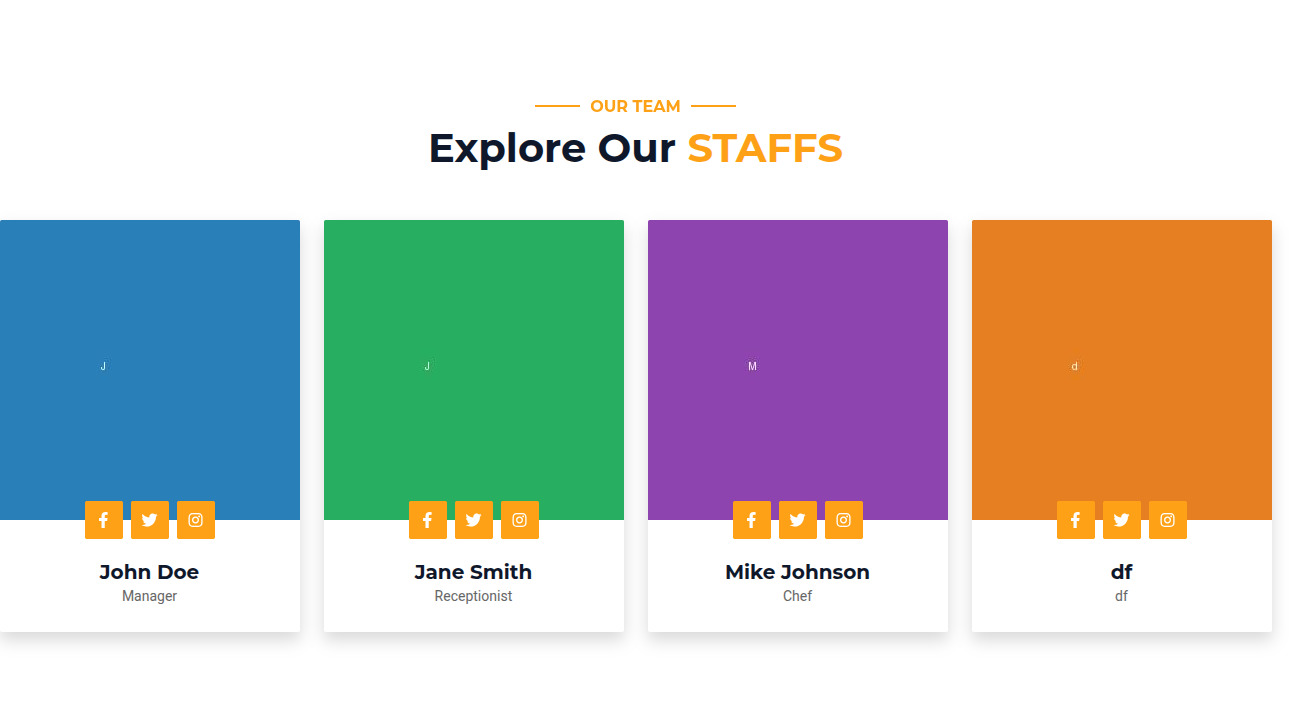 OUR TEAM
Explore Our STAFFS
J
J
M
d
John Doe
Manager
Jane Smith
Receptionist
Mike Johnson
Chef
df
df